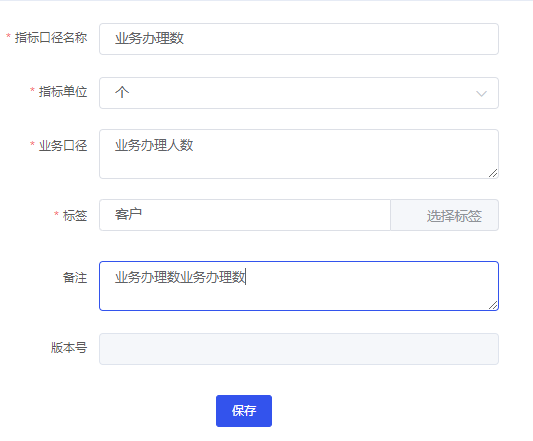 * 指标口径名称 业务办理数
* 指标单位 个
* 业务口径 业务办理人数
* 标签 客户 选择标签
备注 业务办理数业务办理数
版本号
保存